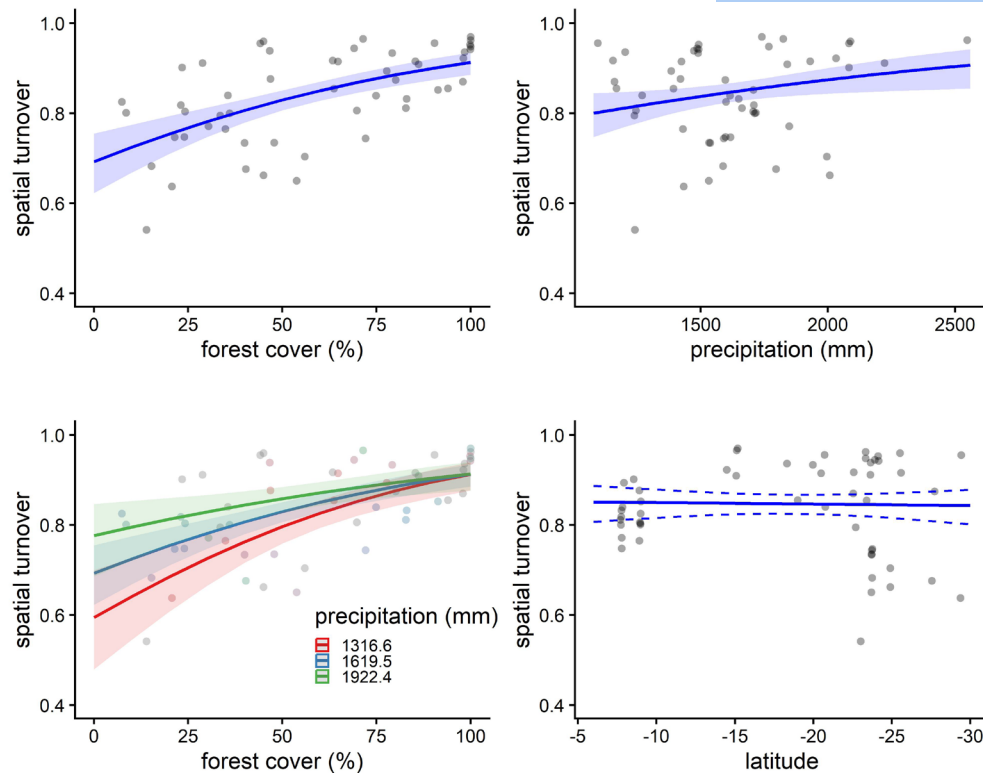 1.0
0.8
0.6
0.4
spatial turnover
0 25 50 75 100
forest cover (%)
1.0
0.8
0.6
0.4
spatial turnover
1500 2000 2500
precipitation (mm)
1.0
0.8
0.6
0.4
spatial turnover
precipitation (mm)
1316.6
1619.5
1922.4
0 25 50 75 100
forest cover (%)
1.0
0.8
0.6
0.4
spatial turnover
-5 -10 -15 -20 -25 -30
latitude